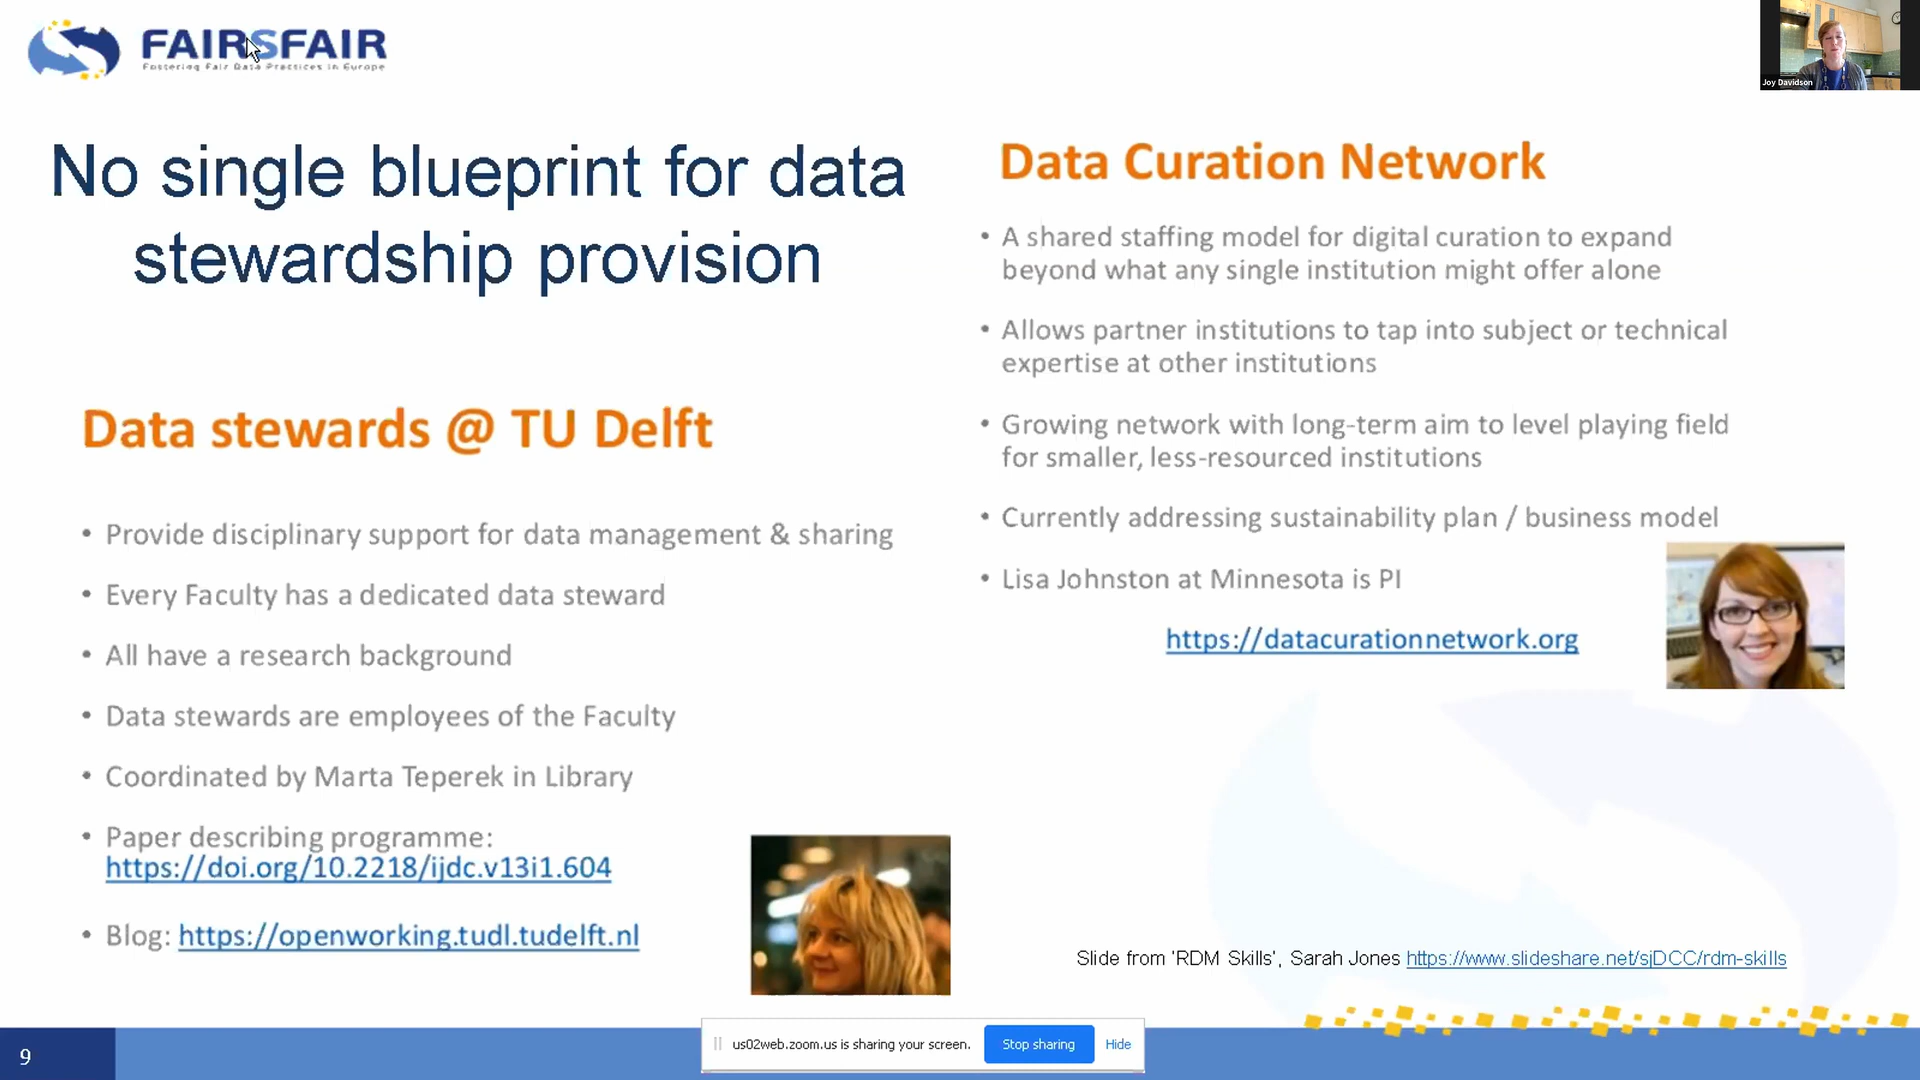 FAIRSFAIR
Fostering Fair Data Practices in Europe
Joy Davidson
No single blueprint for data
stewardship provision
Data stewards @ TU Delft
• Provide disciplinary support for data management & sharing
• Every Faculty has a dedicated data steward
• All have a research background
• Data stewards are employees of the Faculty
• Coordinated by Marta Teperek in Library
• Paper describing programme:
https://doi.org/10.2218/ijdc.v13i1.604
• Blog: https://openworking.tudl.tudelft.nl
Data Curation Network
• A shared staffing model for digital curation to expand
beyond what any single institution might offer alone
• Allows partner institutions to tap into subject or technical
expertise at other institutions
• Growing network with long-term aim to level playing field
for smaller, less-resourced institutions
• Currently addressing sustainability plan / business model
• Lisa Johnston at Minnesota is PI
https://datacurationnetwork.org
Slide from 'RDM Skills', Sarah Jones https://www.slideshare.net/sjDCC/rdm-skills
9
us02web.zoom.us is sharing your screen. Stop sharing Hide